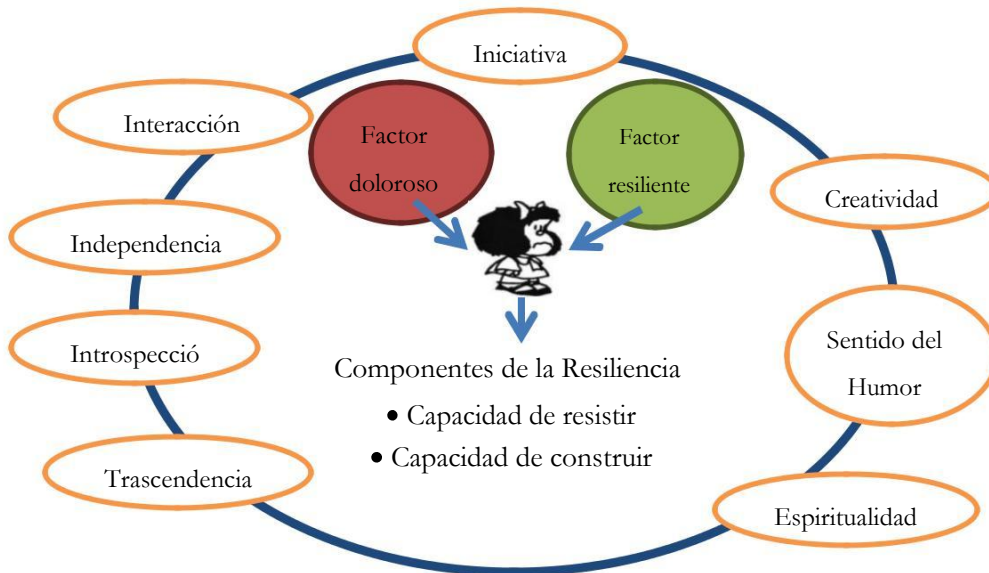 Iniciativa
Interacción
Factor
doloroso
Factor
resiliente
Creatividad
Independencia
Introspecció
Sentido del
Humor
Componentes de la Resiliencia
• Capacidad de resistir
• Capacidad de construir
Trascendencia
Espiritualidad